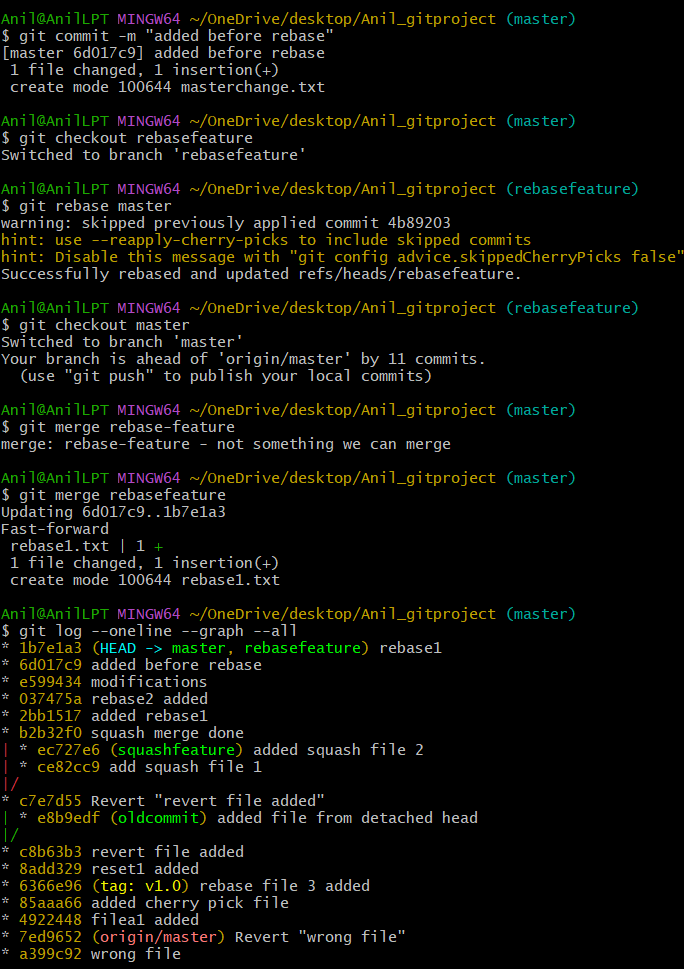 Anil@AnilLPT MINGW64 ~/OneDrive/desktop/Anil_gitproject (master)
$ git commit -m "added before rebase"
[master 6d017c9] added before rebase
 1 file changed, 1 insertion(+)
 create mode 100644 masterchange.txt

Anil@AnilLPT MINGW64 ~/OneDrive/desktop/Anil_gitproject (master)
$ git checkout rebasefeature
Switched to branch 'rebasefeature'

Anil@AnilLPT MINGW64 ~/OneDrive/desktop/Anil_gitproject (rebasefeature)
$ git rebase master
warning: skipped previously applied commit 4b89203
hint: use --reapply-cherry-picks to include skipped commits
hint: Disable this message with "git config advice.skippedCherryPicks false"
Successfully rebased and updated refs/heads/rebasefeature.

Anil@AnilLPT MINGW64 ~/OneDrive/desktop/Anil_gitproject (rebasefeature)
$ git checkout master
Switched to branch 'master'
Your branch is ahead of 'origin/master' by 11 commits.
  (use "git push" to publish your local commits)

Anil@AnilLPT MINGW64 ~/OneDrive/desktop/Anil_gitproject (master)
$ git merge rebase-feature
merge: rebase-feature - not something we can merge

Anil@AnilLPT MINGW64 ~/OneDrive/desktop/Anil_gitproject (master)
$ git merge rebasefeature
Updating 6d017c9..1b7e1a3
Fast-forward
 rebase1.txt | 1 +
 1 file changed, 1 insertion(+)
 create mode 100644 rebase1.txt

Anil@AnilLPT MINGW64 ~/OneDrive/desktop/Anil_gitproject (master)
$ git log --oneline --graph --all
* 1b7e1a3 (HEAD -> master, rebasefeature) rebase1
* 6d017c9 added before rebase
* e599434 modifications
* 037475a rebase2 added
* 2bb1517 added rebase1
* b2b32f0 squash merge done
| * ec727e6 (squashfeature) added squash file 2
| * ce82cc9 add squash file 1
|/
* c7e7d55 Revert "revert file added"
| * e8b9edf (oldcommit) added file from detached head
|/
* c8b63b3 revert file added
* 8add329 reset1 added
* 6366e96 (tag: v1.0) rebase file 3 added
* 85aaa66 added cherry pick file
* 4922448 filea1 added
* 7ed9652 (origin/master) Revert "wrong file"
* a399c92 wrong file